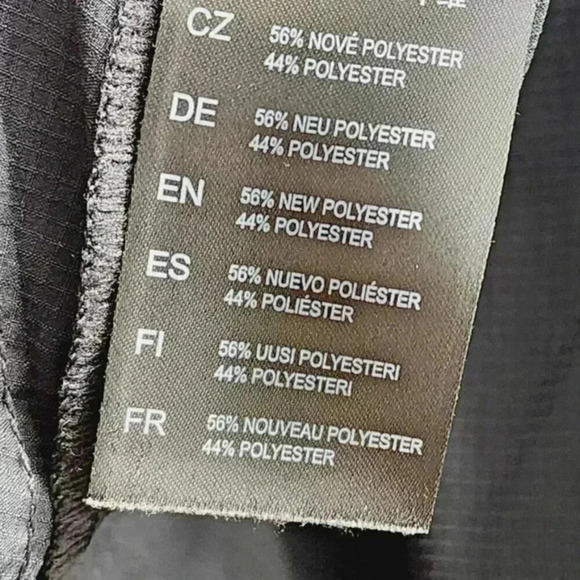 CZ 56% NOVÉ POLYESTER
44% POLYESTER
DE 56% NEU POLYESTER
44% POLYESTER
EN 56% NEW POLYESTER
44% POLYESTER
ES 56% NUEVO POLIÉSTER
44% POLIÉSTER
FI 56% UUSI POLYESTERI
44% POLYESTERI
FR 56% NOUVEAU POLYESTER
44% POLYESTER